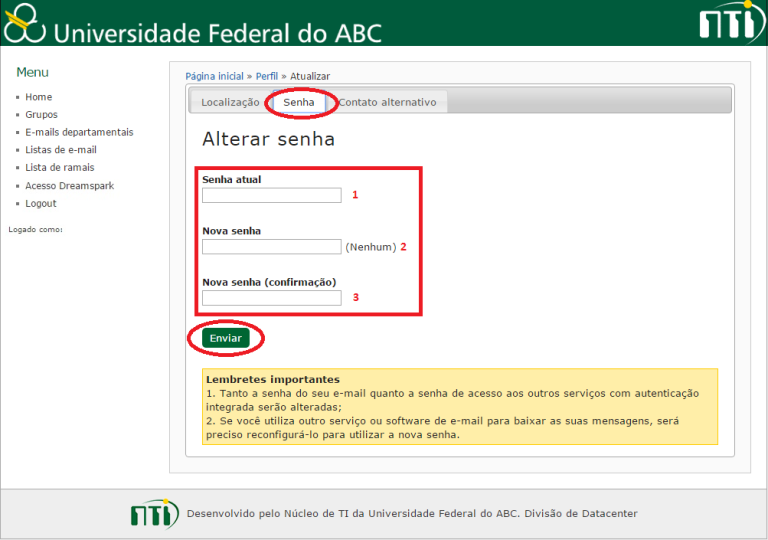 Universidade Federal do ABC
NTI
Menu
Home
Grupos
E-mails departamentais
Listas de e-mail
Lista de ramais
Acesso Dreamspark
Logout
Logado como:
Página inicial » Perfil » Atualizar
Localização Senha Contato alternativo
Alterar senha
Senha atual
1
Nova senha
(Nenhum) 2
Nova senha (confirmação)
3
Enviar
Lembretes importantes
1. Tanto a senha do seu e-mail quanto a senha de acesso aos outros serviços com autenticação
integrada serão alteradas;
2. Se você utiliza outro serviço ou software de e-mail para baixar as suas mensagens, será
preciso reconfigurá-lo para utilizar a nova senha.
NTI Desenvolvido pelo Núcleo de TI da Universidade Federal do ABC. Divisão de Datacenter